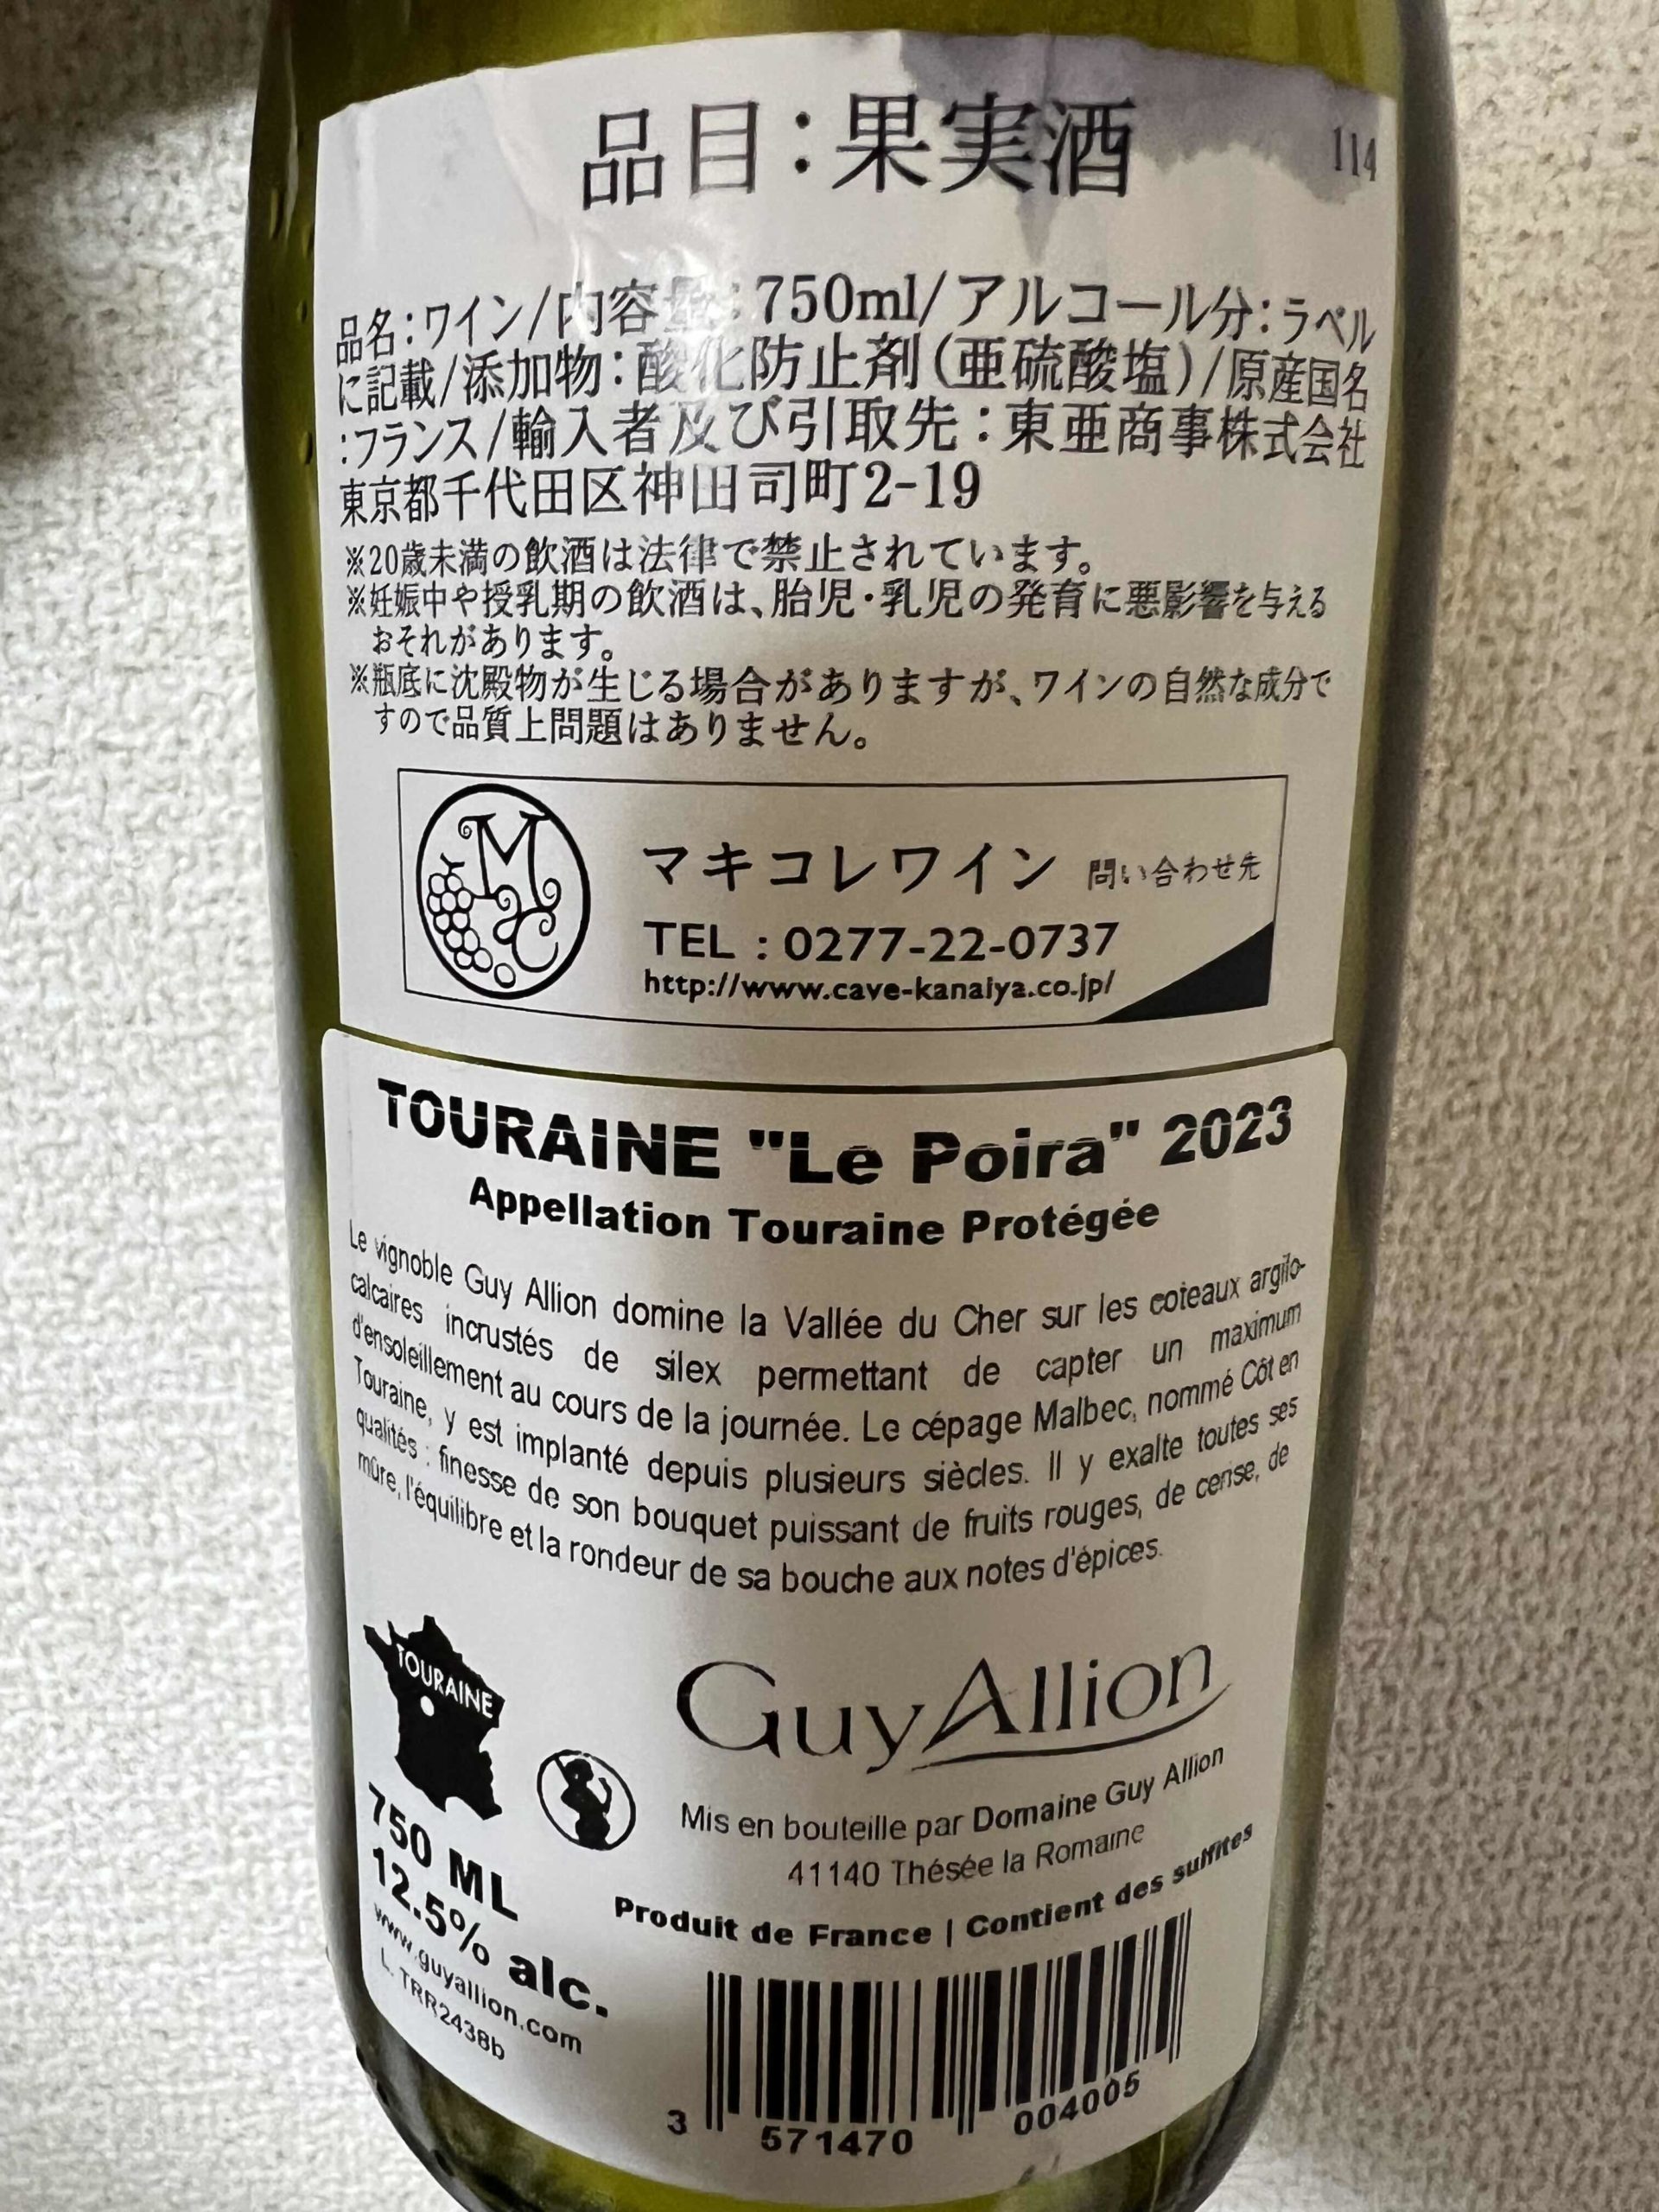 品目:果実酒
114
品名:ワイン/内容量:750ml/アルコール分:ラベル
に記載/添加物:酸化防止剤(亜硫酸塩)/原産国名
:フランス/輸入者及び引取先:東亜商事株式会社
東京都千代田区神田司町2-19
※20歳未満の飲酒は法律で禁止されています。
※妊娠中や授乳期の飲酒は、胎児・乳児の発育に悪影響を与える
おそれがあります。
※瓶底に沈殿物が生じる場合がありますが、ワインの自然な成分で
すので品質上問題はありません。
MC
マキコレワイン 問い合わせ先
TEL : 0277-22-0737
http://www.cave-kanaiya.co.jp/
TOURAINE "Le Poira" 2023
Appellation Touraine Protégée
Le vignoble Guy Allion domine la Vallée du Cher sur les coteaux argilo-
calcaires incrustés de silex permettant de capter un maximum
d'ensoleillement au cours de la journée. Le cépage Malbec, nommé Côt en
Touraine, y est implanté depuis plusieurs siècles. Il y exalte toutes ses
qualités : finesse de son bouquet puissant de fruits rouges, de cerise, de
mûre, l'équilibre et la rondeur de sa bouche aux notes d'épices.
TOURAINE
Guy Allion
Mis en bouteille par Domaine Guy Allion
41140 Thésée la Romaine
Produit de France | Contient des sulfites
750 ML
12.5% alc.
www.guyallion.com
L. TRR2438b
3 571470 004005